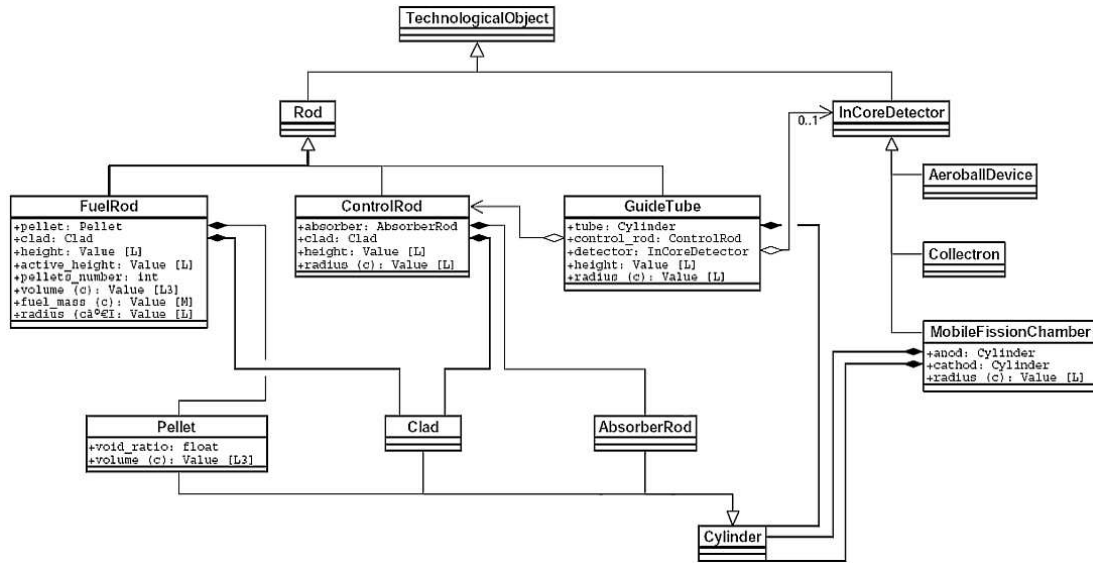 TechnologicalObject
Rod
InCoreDetector
0..1
AeroballDevice
FuelRod
+pellet: Pellet
+clad: Clad
+height: Value [L]
+active_height: Value [L]
+pellets_number: int
+volume (c): Value [L3]
+fuel_mass (c): Value [M]
+radius (câº€I: Value [L]
ControlRod
+absorber: AbsorberRod
+clad: Clad
+height: Value [L]
+radius (c): Value [L]
GuideTube
+tube: Cylinder
+control_rod: ControlRod
+detector: InCoreDetector
+height: Value [L]
+radius (c): Value [L]
Collectron
MobileFissionChamber
+anod: Cylinder
+cathod: Cylinder
+radius (c): Value [L]
Pellet
+void_ratio: float
+volume (c): Value [L3]
Clad
AbsorberRod
Cylinder